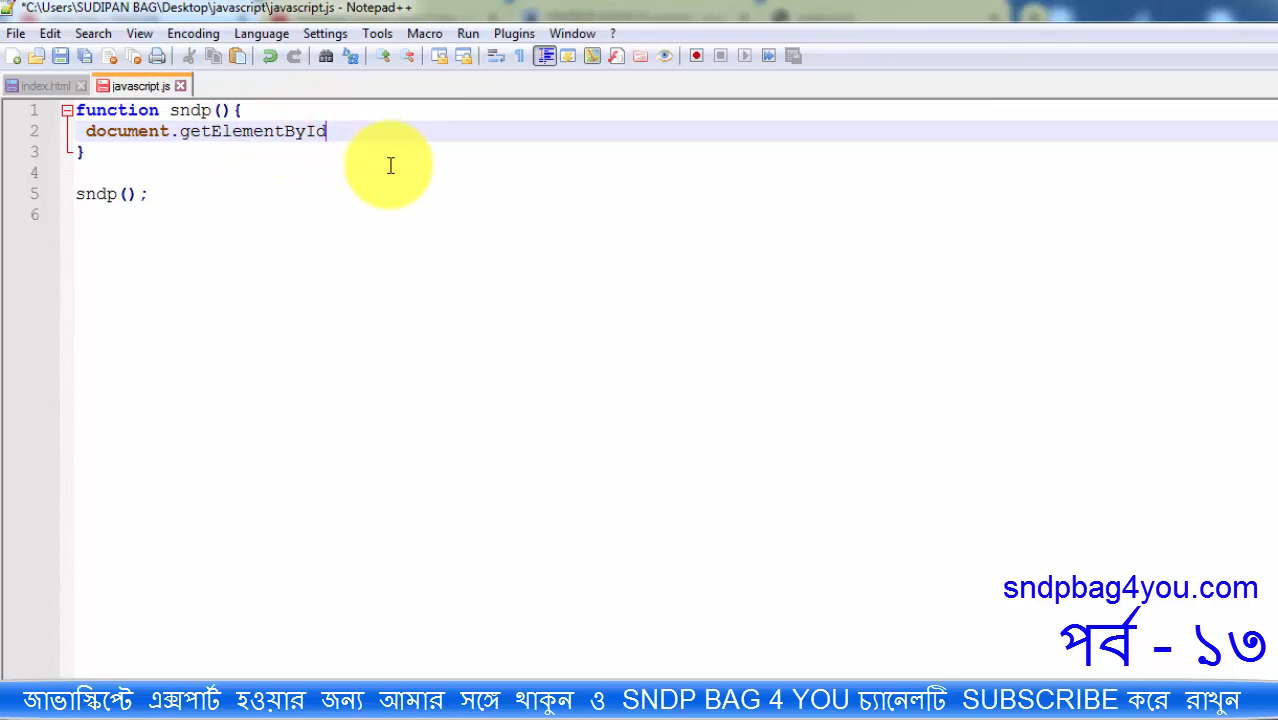 *C:\Users\SUDIPAN BAG\Desktop\javascript\javascript.js - Notepad++
File Edit Search View Encoding Language Settings Tools Macro Run Plugins Window ?
index.html javascript.js
1 function sndp(){
2 document.getElementById
3 }
4
5 sndp();
6
sndpbag4you.com
পর্ব - ১৩
জাভাস্ক্রিপ্টে এক্সপার্ট হওয়ার জন্য আমার সঙ্গে থাকুন ও SNDP BAG 4 YOU চ্যানেলটি SUBSCRIBE করে রাখুন